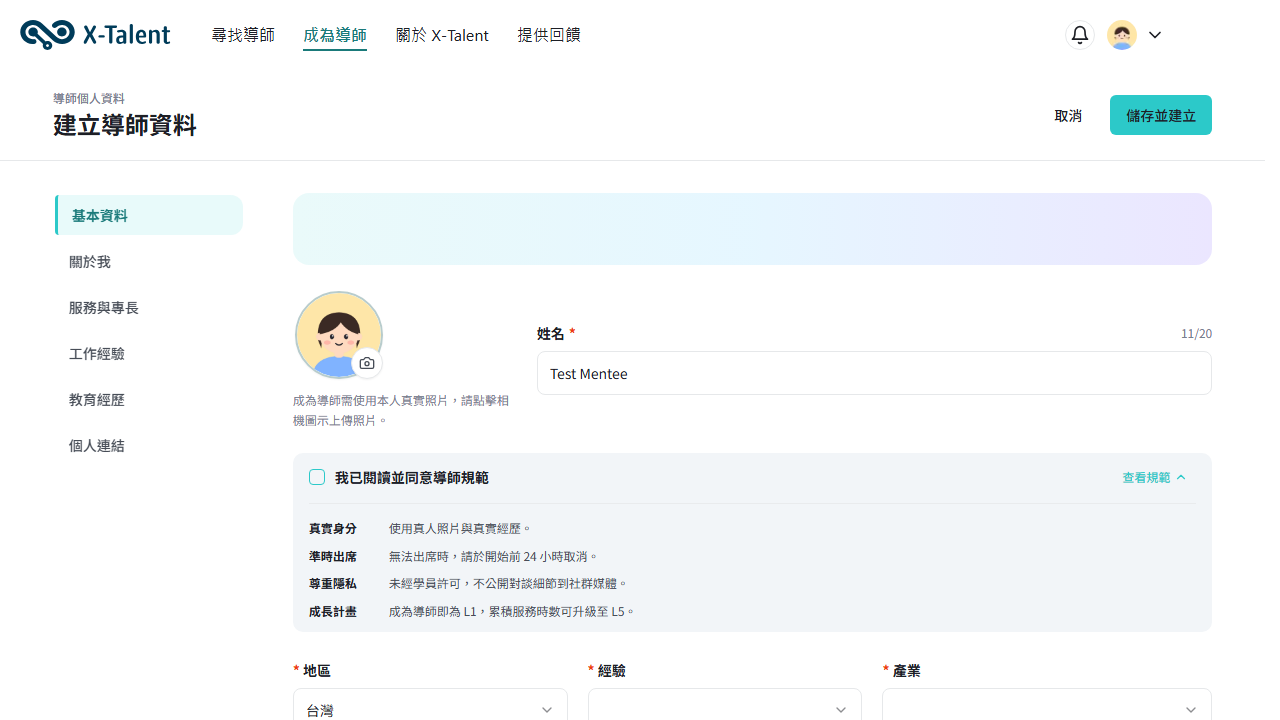 X-Talent
尋找導師
成為導師
關於 X-Talent
提供回饋
導師個人資料
建立導師資料
取消
儲存並建立
基本資料
關於我
服務與專長
工作經驗
教育經歷
個人連結
姓名 *
11/20
Test Mentee
成為導師需使用本人真實照片，請點擊相
機圖示上傳照片。
我已閱讀並同意導師規範
查看規範
真實身分 使用真人照片與真實經歷。
準時出席 無法出席時，請於開始前 24 小時取消。
尊重隱私 未經學員許可，不公開對談細節到社群媒體。
成長計畫 成為導師即為 L1，累積服務時數可升級至 L5。
* 地區
* 經驗
* 產業
台灣